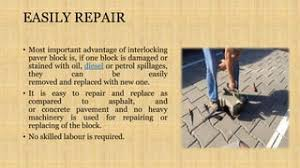 EASILY REPAIR
• Most important advantage of interlocking
paver block is, if one block is damaged or
stained with oil, diesel or petrol spillages,
they can be easily
removed and replaced with new one.
• It is easy to repair and replace as
compared to asphalt, and
or concrete pavement and no heavy
machinery is used for repairing or
replacing of the block.
• No skilled labour is required.